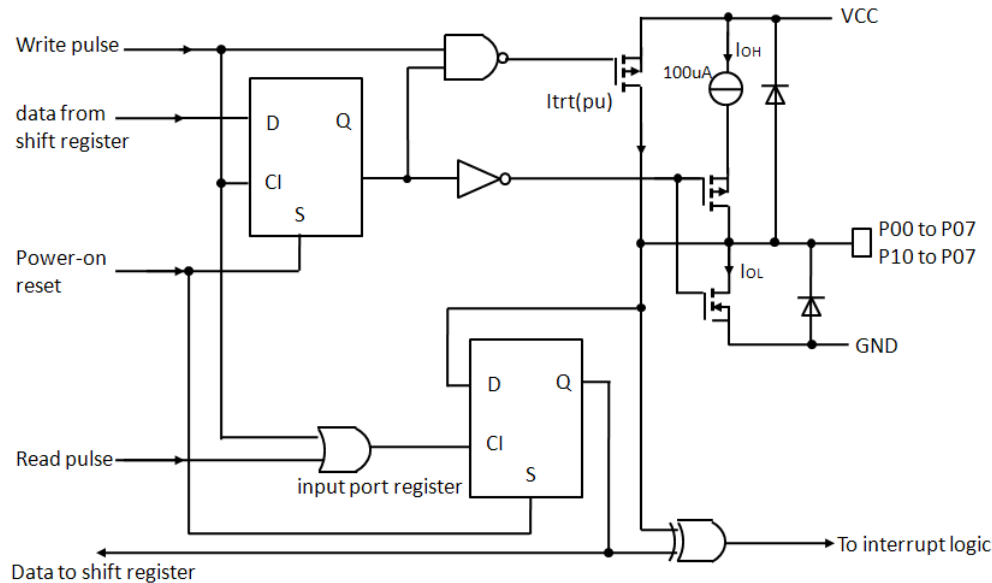 VCC
Write pulse
IOH
100uA
Itrt(pu)
data from
shift register
D
Q
CI
S
Power-on
reset
P00 to P07
P10 to P07
IOL
GND
D
Q
CI
S
Read pulse
input port register
To interrupt logic
Data to shift register